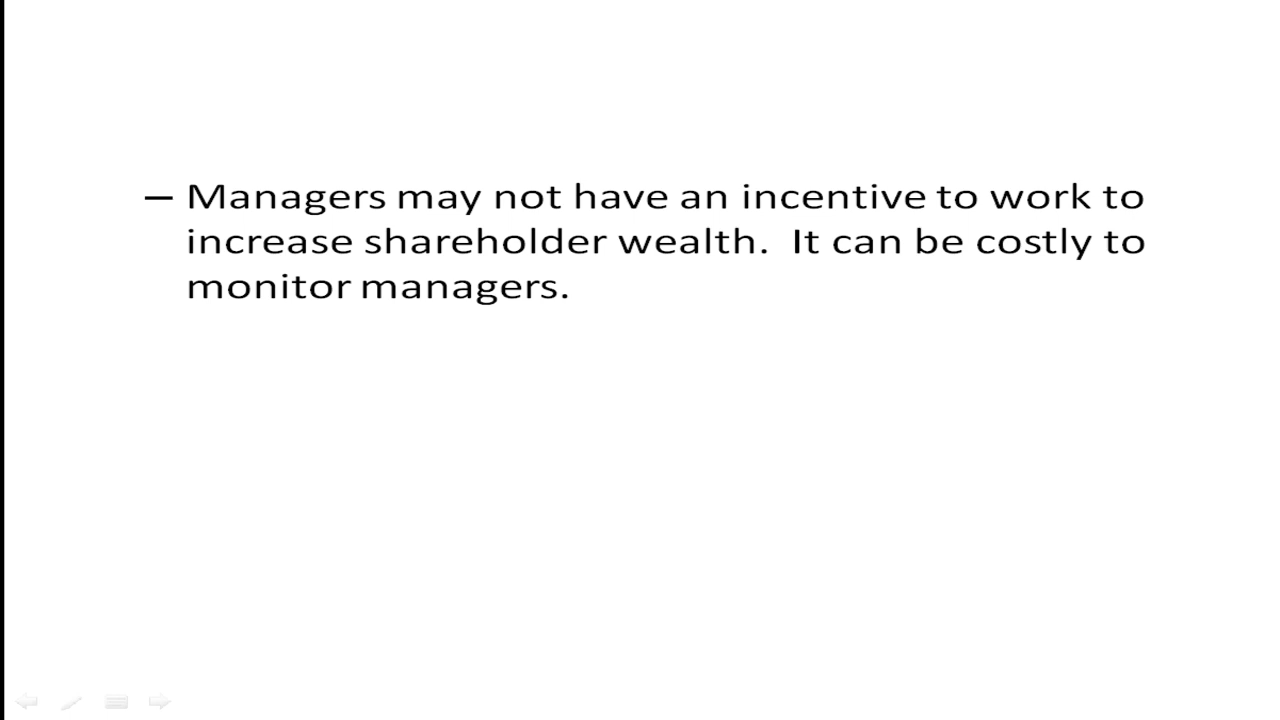 – Managers may not have an incentive to work to
increase shareholder wealth.  It can be costly to
monitor managers.